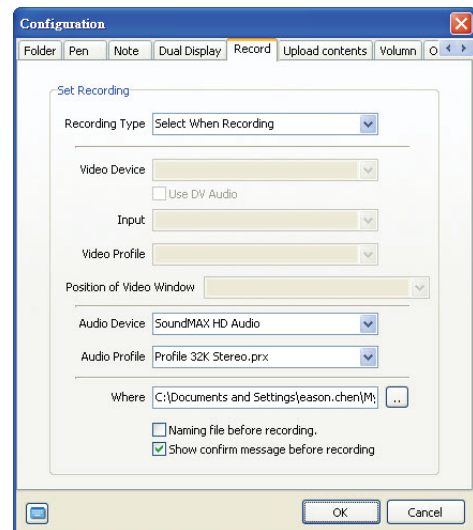 Configuration
Folder Pen Note Dual Display Record Upload contents Volumn O
Set Recording
Recording Type Select When Recording
Video Device
Use DV Audio
Input
Video Profile
Position of Video Window
Audio Device SoundMAX HD Audio
Audio Profile Profile 32K Stereo.prx
Where C:\Documents and Settings\eason.chen\My ..
Naming file before recording.
Show confirm message before recording
OK Cancel